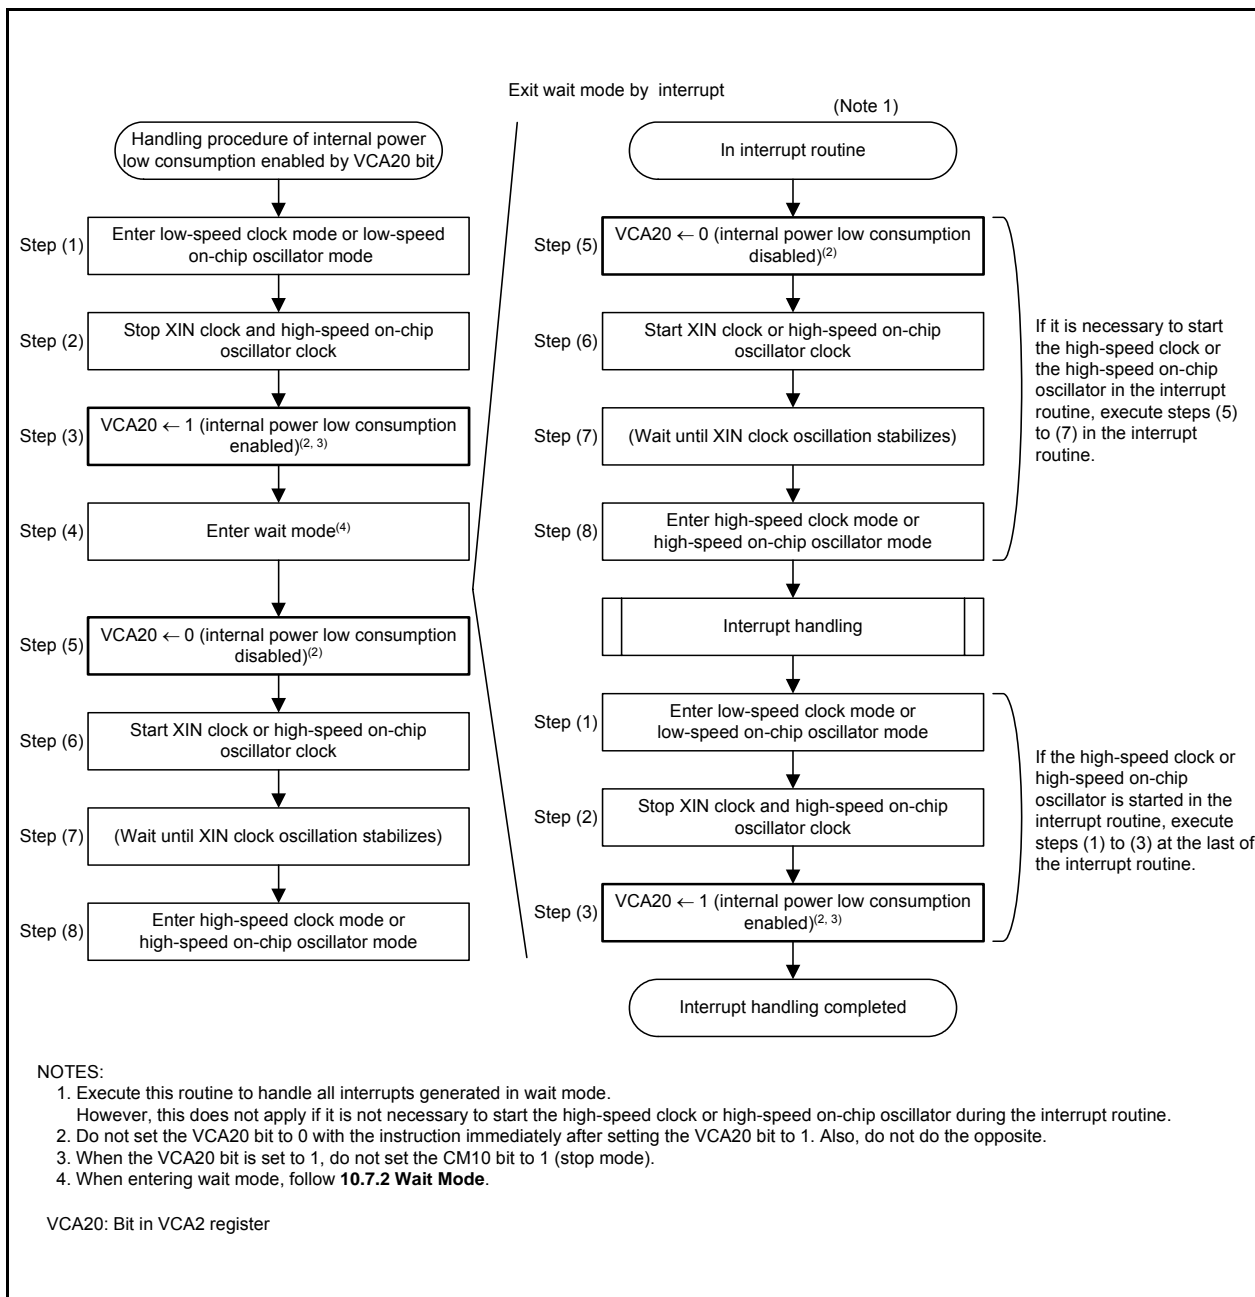 Exit wait mode by interrupt
(Note 1)
Handling procedure of internal power
low consumption enabled by VCA20 bit
Step (1)
Enter low-speed clock mode or low-speed
on-chip oscillator mode
Step (2)
Stop XIN clock and high-speed on-chip
oscillator clock
Step (3)
VCA20 ← 1 (internal power low consumption
enabled)(2, 3)
Step (4)
Enter wait mode(4)
Step (5)
VCA20 ← 0 (internal power low consumption
disabled)(2)
Step (6)
Start XIN clock or high-speed on-chip
oscillator clock
Step (7)
(Wait until XIN clock oscillation stabilizes)
Step (8)
Enter high-speed clock mode or
high-speed on-chip oscillator mode
In interrupt routine
Step (5)
VCA20 ← 0 (internal power low consumption
disabled)(2)
Step (6)
Start XIN clock or high-speed on-chip
oscillator clock
Step (7)
(Wait until XIN clock oscillation stabilizes)
Step (8)
Enter high-speed clock mode or
high-speed on-chip oscillator mode
If it is necessary to start
the high-speed clock or
the high-speed on-chip
oscillator in the interrupt
routine, execute steps (5)
to (7) in the interrupt
routine.
Interrupt handling
Step (1)
Enter low-speed clock mode or
low-speed on-chip oscillator mode
Step (2)
Stop XIN clock and high-speed on-chip
oscillator clock
Step (3)
VCA20 ← 1 (internal power low consumption
enabled)(2, 3)
If the high-speed clock or
high-speed on-chip
oscillator is started in the
interrupt routine, execute
steps (1) to (3) at the last of
the interrupt routine.
Interrupt handling completed
NOTES:
1. Execute this routine to handle all interrupts generated in wait mode.
However, this does not apply if it is not necessary to start the high-speed clock or high-speed on-chip oscillator during the interrupt routine.
2. Do not set the VCA20 bit to 0 with the instruction immediately after setting the VCA20 bit to 1. Also, do not do the opposite.
3. When the VCA20 bit is set to 1, do not set the CM10 bit to 1 (stop mode).
4. When entering wait mode, follow 10.7.2 Wait Mode.
VCA20: Bit in VCA2 register